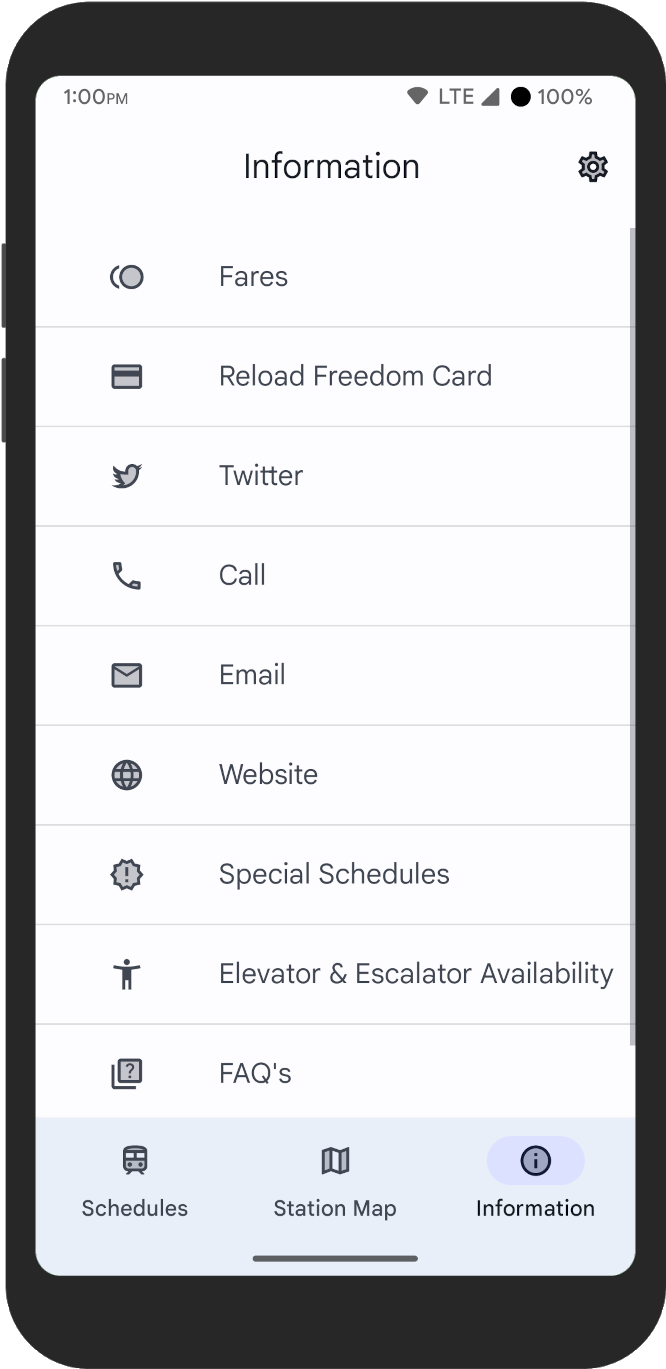 1:00PM LTE 100%
Information
Fares
Reload Freedom Card
Twitter
Call
Email
Website
Special Schedules
Elevator & Escalator Availability
FAQ's
Schedules Station Map Information